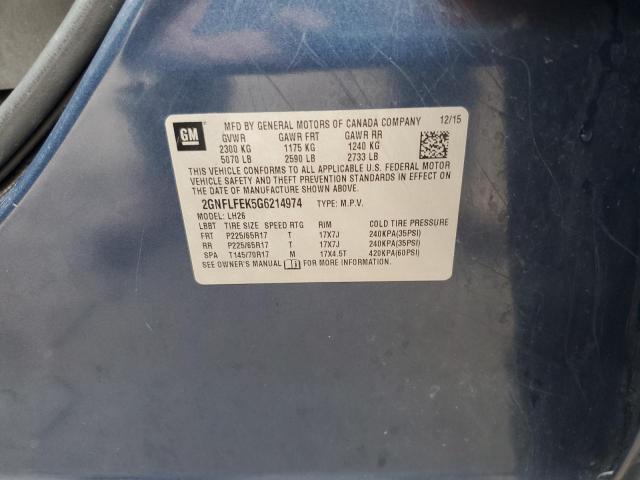 GM
MFD BY GENERAL MOTORS OF CANADA COMPANY 12/15
GVWR GAWR FRT GAWR RR
2300 KG 1175 KG 1240 KG
5070 LB 2590 LB 2733 LB
THIS VEHICLE CONFORMS TO ALL APPLICABLE U.S. FEDERAL MOTOR
VEHICLE SAFETY AND THEFT PREVENTION STANDARDS IN EFFECT ON
THE DATE OF MANUFACTURE SHOWN ABOVE.
2GNFLFEK5G6214974 TYPE: M.P.V.
MODEL: LH26
LBBT TIRE SIZE SPEED RTG RIM COLD TIRE PRESSURE
FRT P225/65R17 T 17X7J 240KPA(35PSI)
RR P225/65R17 T 17X7J 240KPA(35PSI)
SPA T145/70R17 M 17X4.5T 420KPA(60PSI)
SEE OWNER'S MANUAL FOR MORE INFORMATION.